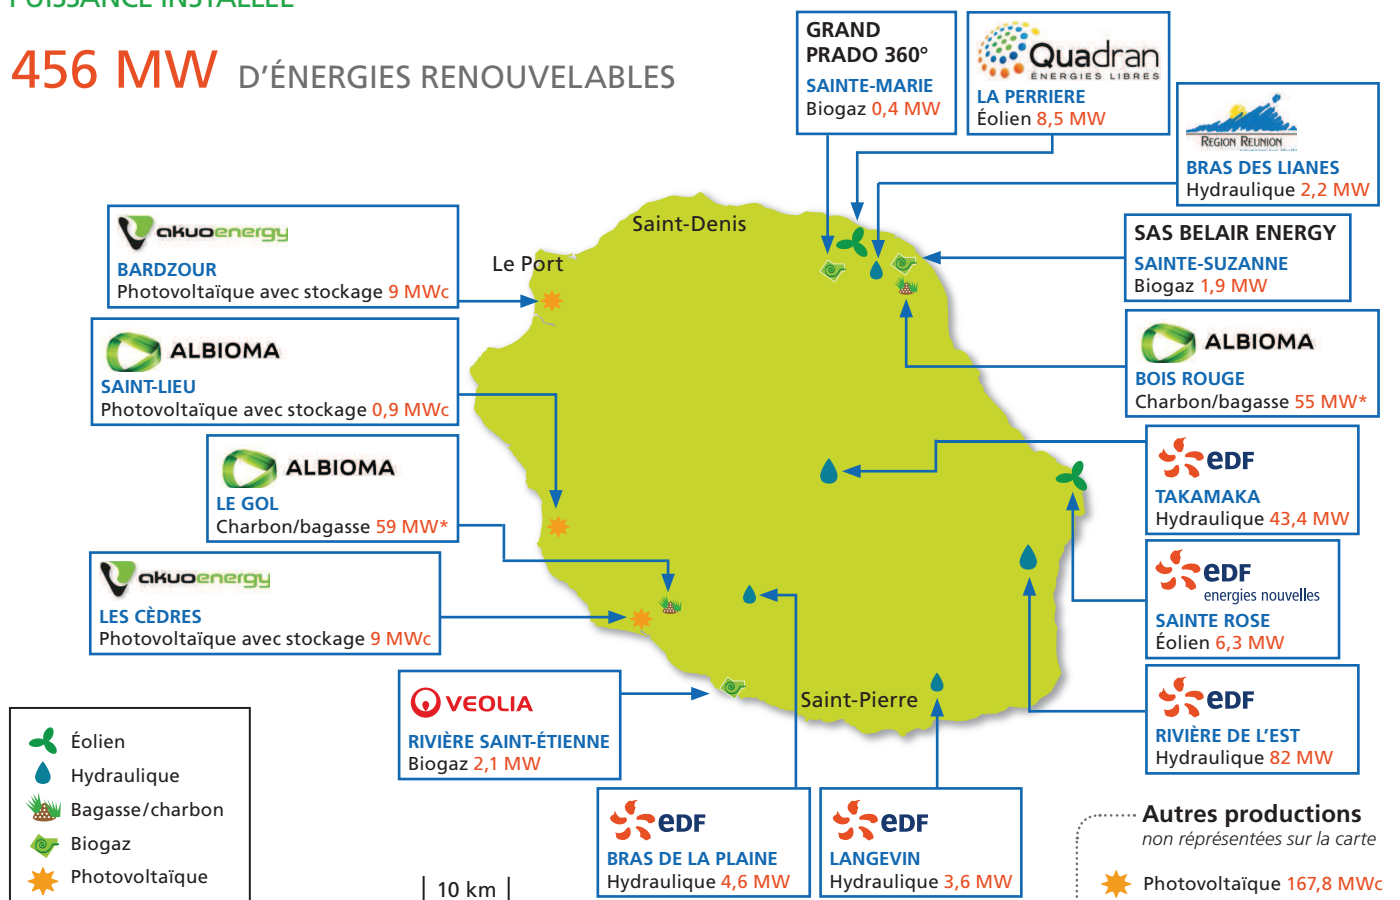 PUISSANCE INSTALLÉE
456 MW D'ÉNERGIES RENOUVELABLES
GRAND
PRADO 360°
SAINTE-MARIE
Biogaz 0,4 MW
Quadran
ÉNERGIES LIBRES
LA PERRIERE
Éolien 8,5 MW
REGION REUNION
BRAS DES LIANES
Hydraulique 2,2 MW
SAS BELAIR ENERGY
SAINTE-SUZANNE
Biogaz 1,9 MW
ALBIOMA
BOIS ROUGE
Charbon/bagasse 55 MW*
eDF
TAKAMAKA
Hydraulique 43,4 MW
eDF
energies nouvelles
SAINTE ROSE
Éolien 6,3 MW
eDF
RIVIÈRE DE L'EST
Hydraulique 82 MW
akuoenergy
BARDZOUR
Photovoltaïque avec stockage 9 MWc
ALBIOMA
SAINT-LIEU
Photovoltaïque avec stockage 0,9 MWc
ALBIOMA
LE GOL
Charbon/bagasse 59 MW*
akuoenergy
LES CÈDRES
Photovoltaïque avec stockage 9 MWc
VEOLIA
RIVIÈRE SAINT-ÉTIENNE
Biogaz 2,1 MW
eDF
BRAS DE LA PLAINE
Hydraulique 4,6 MW
eDF
LANGEVIN
Hydraulique 3,6 MW
Saint-Denis
Le Port
Saint-Pierre
Éolien
Hydraulique
Bagasse/charbon
Biogaz
Photovoltaïque
10 km
Autres productions
non réprésentées sur la carte
Photovoltaïque 167,8 MWc